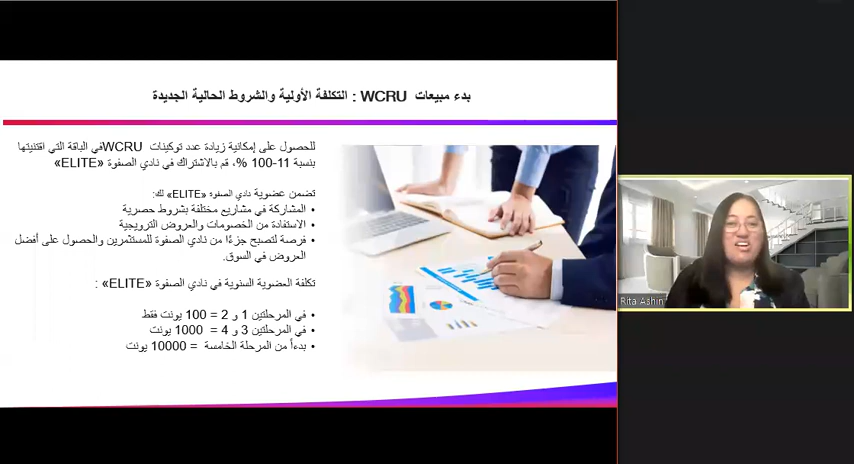 بدء مبيعات WCRU : التكلفة الأولية والشروط الحالية الجديدة
للحصول على إمكانية زيادة عدد توكينات WCRUفي الباقة التي اقتنيتها
بنسبة 11-100 %، قم بالاشتراك في نادي الصفوة «ELITE»
تضمن عضوية نادي الصفوة «ELITE» لك:
• المشاركة في مشاريع مختلفة بشروط حصرية
• الاستفادة من الخصومات والعروض الترويجية
• فرصة لتصبح جزءًا من نادي الصفوة للمستثمرين والحصول على أفضل
العروض في السوق.
تكلفة العضوية السنوية في نادي الصفوة «ELITE» :
• في المرحلتين 1 و 2 = 100 يونت فقط
• في المرحلتين 3 و 4 = 1000 يونت
• بدءاً من المرحلة الخامسة = 10000 يونت
Rita Ashin